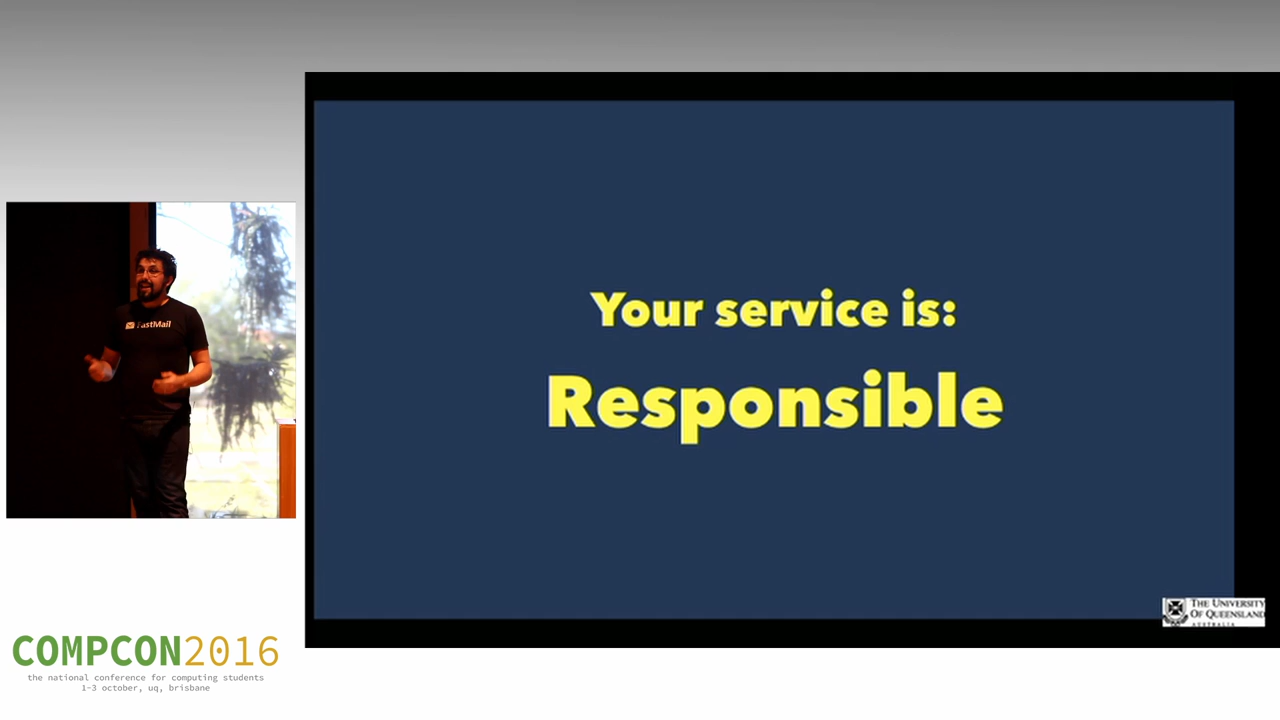 FastMail
Your service is:
Responsible
THE UNIVERSITY
OF QUEENSLAND
AUSTRALIA
COMPCON2016
the national conference for computing students
1-3 october, uq, brisbane